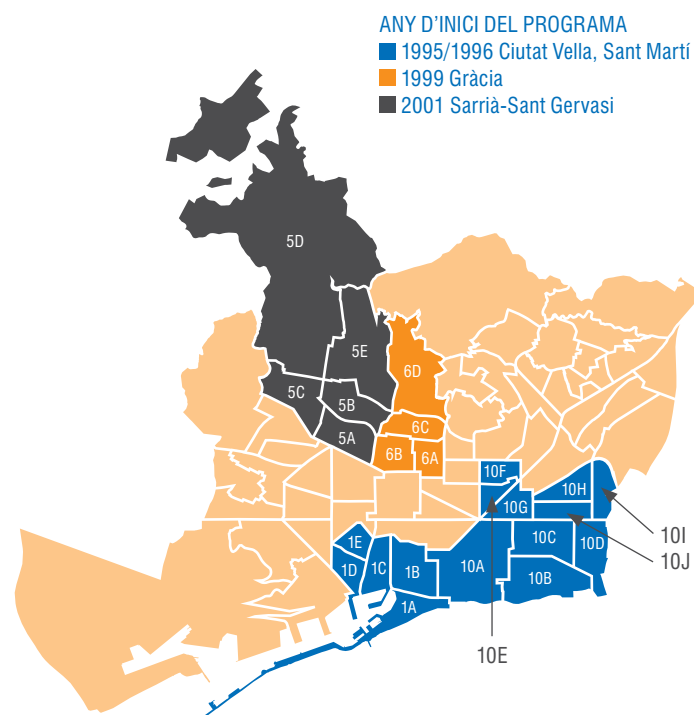 ANY D'INICI DEL PROGRAMA
1995/1996 Ciutat Vella, Sant Martí
1999 Gràcia
2001 Sarrià-Sant Gervasi
5D
5E
6D
5C
5B
6C
5A
6B
6A
10F
10H
10G
10I
1E
10C
10J
10D
1D
1C
1B
10A
10B
1A
10E